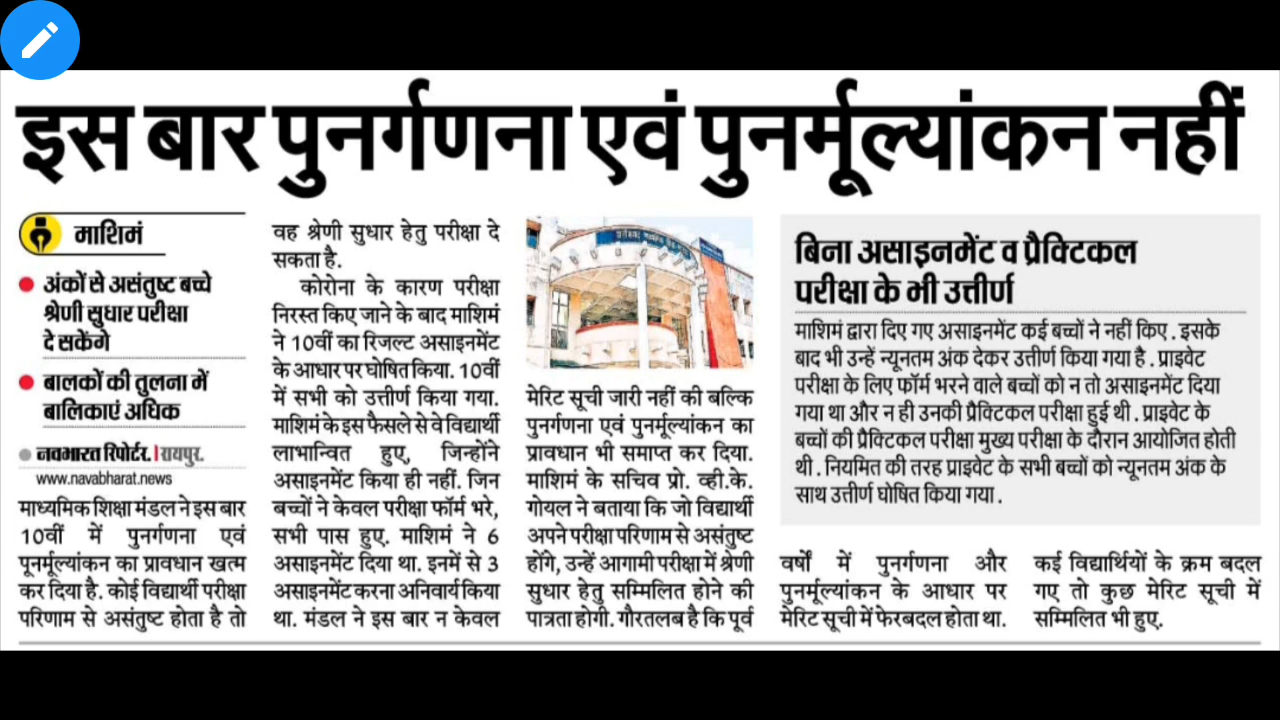 इस बार पुनर्गणना एवं पुनर्मूल्यांकन नहीं
माशिमं
अंकों से असंतुष्ट बच्चे
श्रेणी सुधार परीक्षा
दे सकेंगे
बालकों की तुलना में
बालिकाएं अधिक
नवभारत रिपोर्टर. | रायपुर.
www.navabharat.news
माध्यमिक शिक्षा मंडल ने इस बार
10वीं में पुनर्गणना एवं
पूनर्मूल्यांकन का प्रावधान खत्म
कर दिया है. कोई विद्यार्थी परीक्षा
परिणाम से असंतुष्ट होता है तो
वह श्रेणी सुधार हेतु परीक्षा दे
सकता है.
कोरोना के कारण परीक्षा
निरस्त किए जाने के बाद माशिमं
ने 10वीं का रिजल्ट असाइनमेंट
के आधार पर घोषित किया. 10वीं
में सभी को उत्तीर्ण किया गया.
माशिमं के इस फैसले से वे विद्यार्थी
लाभान्वित हुए, जिन्होंने
असाइनमेंट किया ही नहीं. जिन
बच्चों ने केवल परीक्षा फॉर्म भरे,
सभी पास हुए. माशिमं ने 6
असाइनमेंट दिया था. इनमें से 3
असाइनमेंट करना अनिवार्य किया
था. मंडल ने इस बार न केवल
मेरिट सूची जारी नहीं की बल्कि
पुनर्गणना एवं पुनर्मूल्यांकन का
प्रावधान भी समाप्त कर दिया.
माशिमं के सचिव प्रो. व्ही.के.
गोयल ने बताया कि जो विद्यार्थी
अपने परीक्षा परिणाम से असंतुष्ट
होंगे, उन्हें आगामी परीक्षा में श्रेणी
सुधार हेतु सम्मिलित होने की
पात्रता होगी. गौरतलब है कि पूर्व
वर्षों में पुनर्गणना और
पुनर्मूल्यांकन के आधार पर
मेरिट सूची में फेरबदल होता था.
कई विद्यार्थियों के क्रम बदल
गए तो कुछ मेरिट सूची में
सम्मिलित भी हुए.
बिना असाइनमेंट व प्रैक्टिकल
परीक्षा के भी उत्तीर्ण
माशिमं द्वारा दिए गए असाइनमेंट कई बच्चों ने नहीं किए . इसके
बाद भी उन्हें न्यूनतम अंक देकर उत्तीर्ण किया गया है . प्राइवेट
परीक्षा के लिए फॉर्म भरने वाले बच्चों को न तो असाइनमेंट दिया
गया था और न ही उनकी प्रैक्टिकल परीक्षा हुई थी . प्राइवेट के
बच्चों की प्रैक्टिकल परीक्षा मुख्य परीक्षा के दौरान आयोजित होती
थी . नियमित की तरह प्राइवेट के सभी बच्चों को न्यूनतम अंक के
साथ उत्तीर्ण घोषित किया गया .